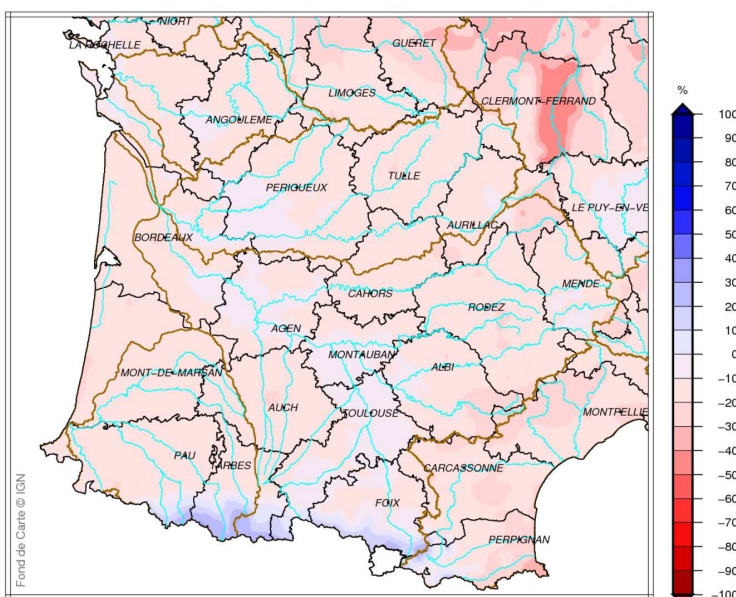 NIORT
LA ROCHELLE
GUERET
%
LIMOGES
CLERMONT-FERRAND
ANGOULEME
PERIGUEUX
TULLE
LE PUY-EN-VE
AURILLAC
BORDEAUX
CAHORS
MENDE
RODEZ
AGEN
MONTAUBAN
ALBI
MONT-DE-MARSAN
AUCH
TOULOUSE
MONTPELLIE
PAU
TARBES
CARCASSONNE
FOIX
PERPIGNAN
100
90
80
70
60
50
40
30
20
10
0
-10
-20
-30
-40
-50
-60
-70
-80
-90
-100
Fond de Carte © IGN